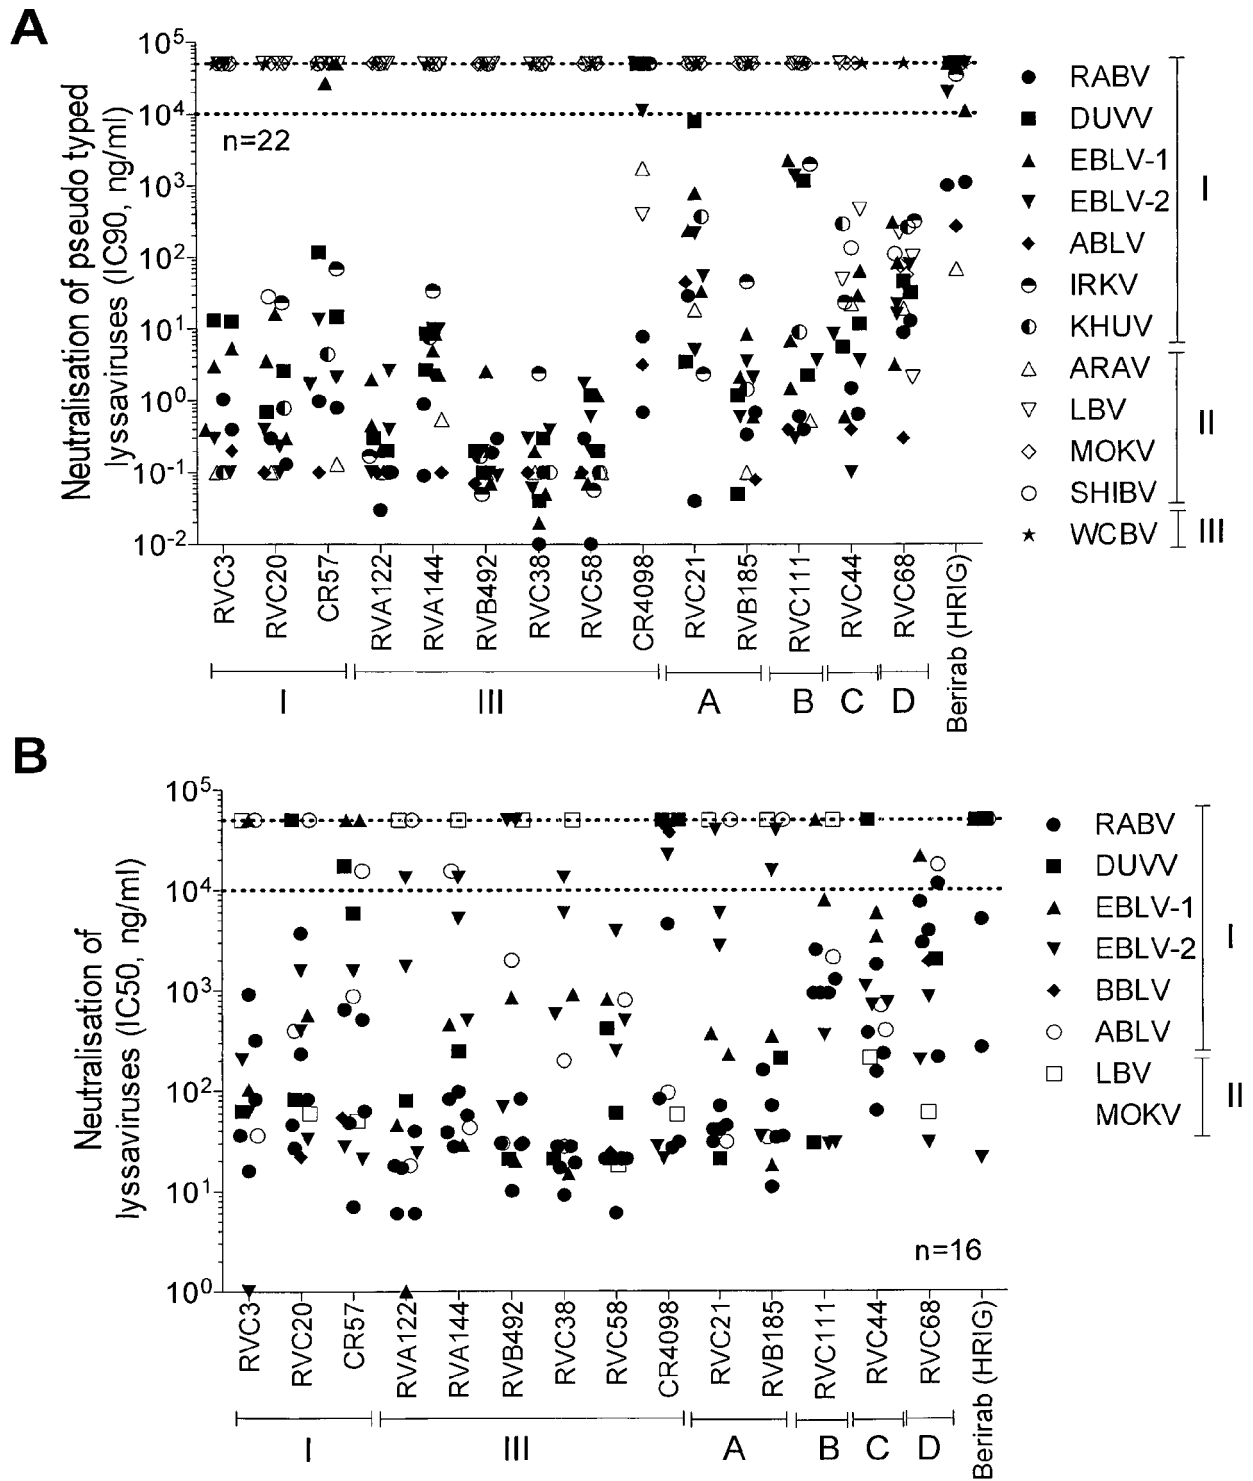 A
Neutralisation of pseudo typed
lyssaviruses (IC90, ng/ml)
10^5
10^4
10^3
10^2
10^1
10^0
10^-1
10^-2
n=22
RVC3
RVC20
CR57
RVA122
RVA144
RVB492
RVC38
RVC58
CR4098
RVC21
RVB185
RVC111
RVC44
RVC68
Berirab (HRIG)
I
III
A
B
C
D
RABV
DUVV
EBLV-1
EBLV-2
ABLV
IRKV
KHUV
ARAV
LBV
MOKV
SHIBV
WCBV
I
II
III
B
Neutralisation of
lyssaviruses (IC50, ng/ml)
10^5
10^4
10^3
10^2
10^1
10^0
n=16
RVC3
RVC20
CR57
RVA122
RVA144
RVB492
RVC38
RVC58
CR4098
RVC21
RVB185
RVC111
RVC44
RVC68
Berirab (HRIG)
I
III
A
B
C
D
RABV
DUVV
EBLV-1
EBLV-2
BBLV
ABLV
LBV
MOKV
I
II